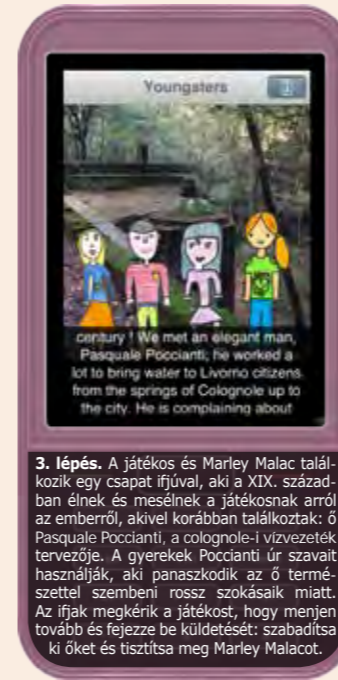 Youngsters
century ! We met an elegant man,
Pasquale Poccianti; he worked a
lot to bring water to Livorno citizens
from the springs of Colognole up to
the city. He is complaining about
3. lépés. A játékos és Marley Malac talál-
kozik egy csapat ifjúval, aki a XIX. század-
ban élnek és mesélnek a játékosnak arról
az emberről, akivel korábban találkoztak: ő
Pasquale Poccianti, a colognole-i vízvezeték
tervezője. A gyerekek Poccianti úr szavait
használják, aki panaszkodik az ő termé-
szettel szembeni rossz szokásaik miatt.
Az ifjak megkérik a játékost, hogy menjen
tovább és fejezze be küldetését: szabadítsa
ki őket és tisztítsa meg Marley Malacot.